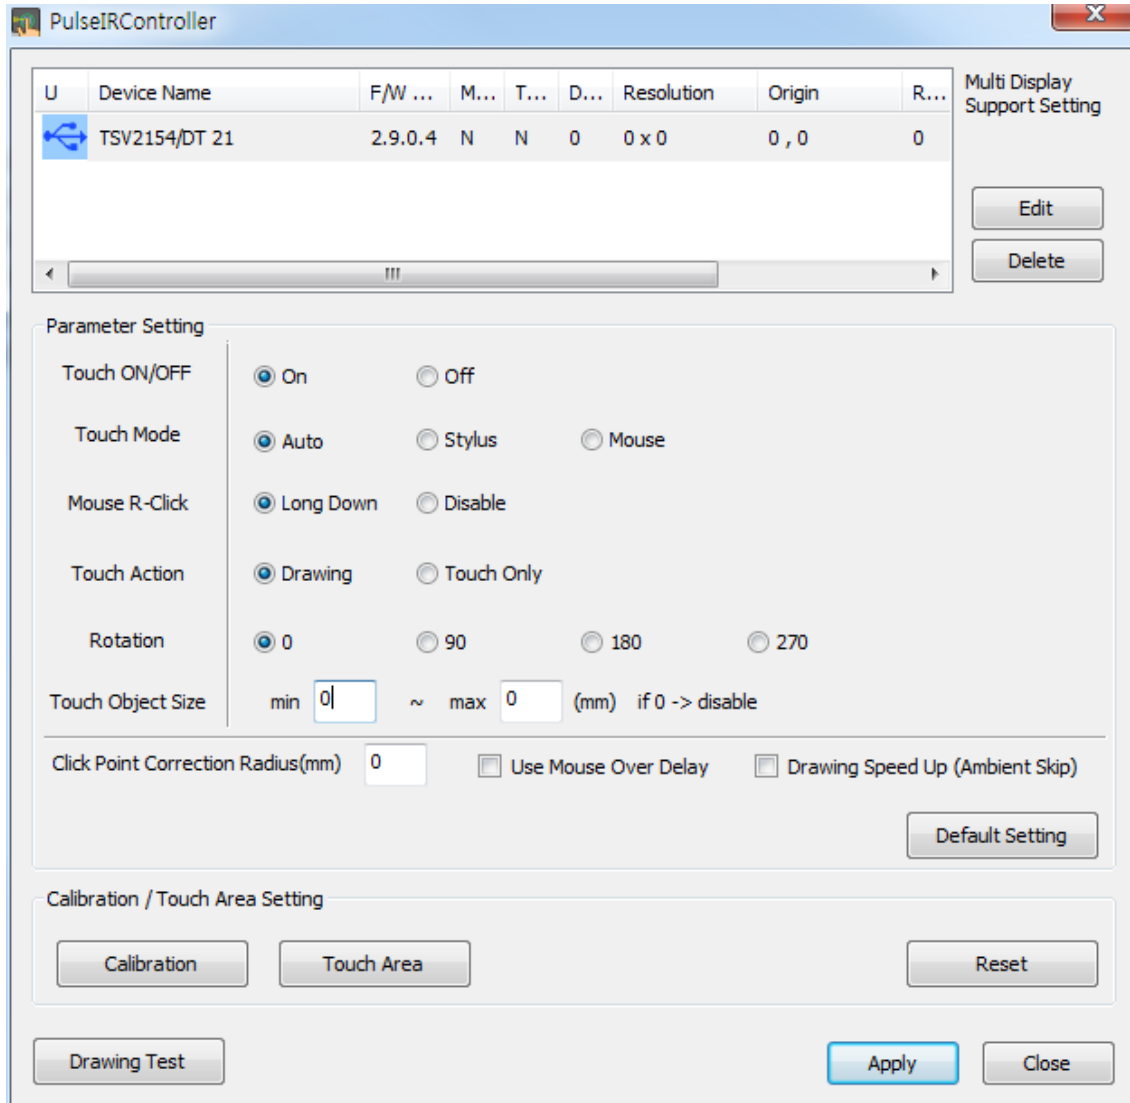 PulseIRController
U Device Name F/W ... M... T... D... Resolution Origin R...
TSV2154/DT 21 2.9.0.4 N N 0 0 x 0 0 , 0 0
Multi Display
Support Setting
Edit
Delete
Parameter Setting
Touch ON/OFF On Off
Touch Mode Auto Stylus Mouse
Mouse R-Click Long Down Disable
Touch Action Drawing Touch Only
Rotation 0 90 180 270
Touch Object Size min 0 ~ max 0 (mm) if 0 -> disable
Click Point Correction Radius(mm) 0 Use Mouse Over Delay Drawing Speed Up (Ambient Skip)
Default Setting
Calibration / Touch Area Setting
Calibration Touch Area Reset
Drawing Test Apply Close